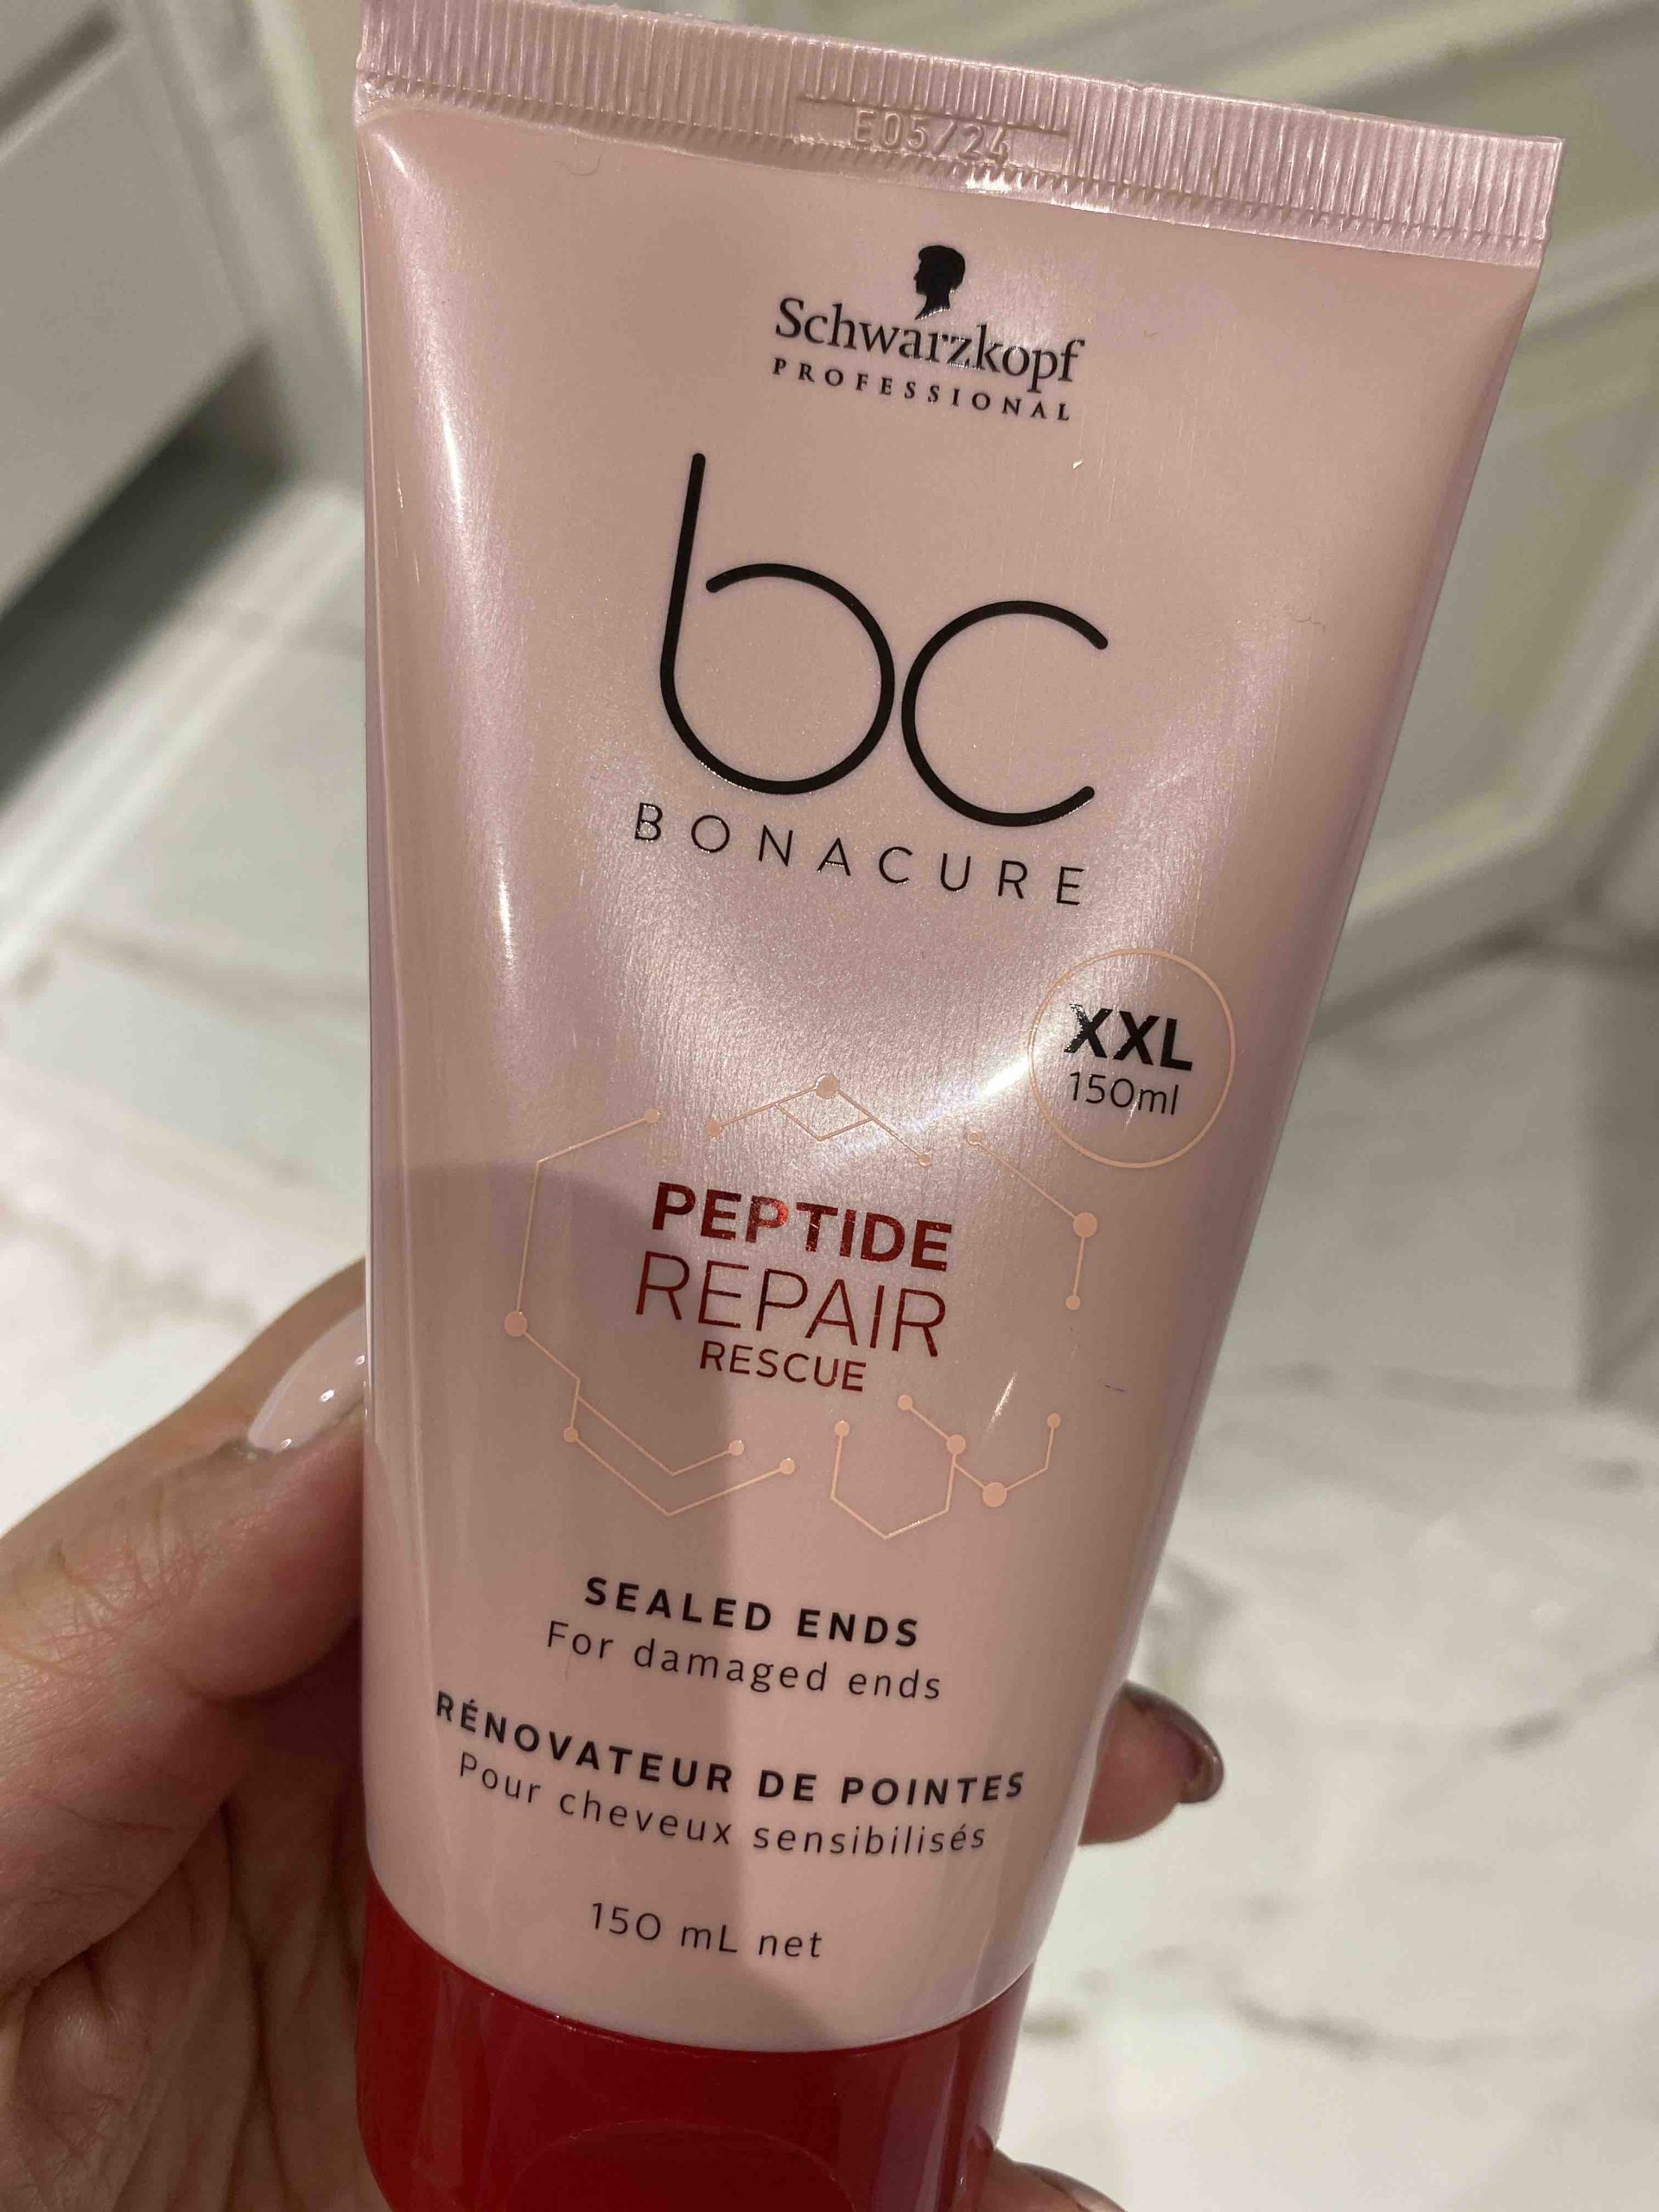 E05/24
Schwarzkopf
PROFESSIONAL
bc
BONACURE
XXL
150ml
PEPTIDE
REPAIR
RESCUE
SEALED ENDS
For damaged ends
RÉNOVATEUR DE POINTES
Pour cheveux sensibilisés
150 mL net